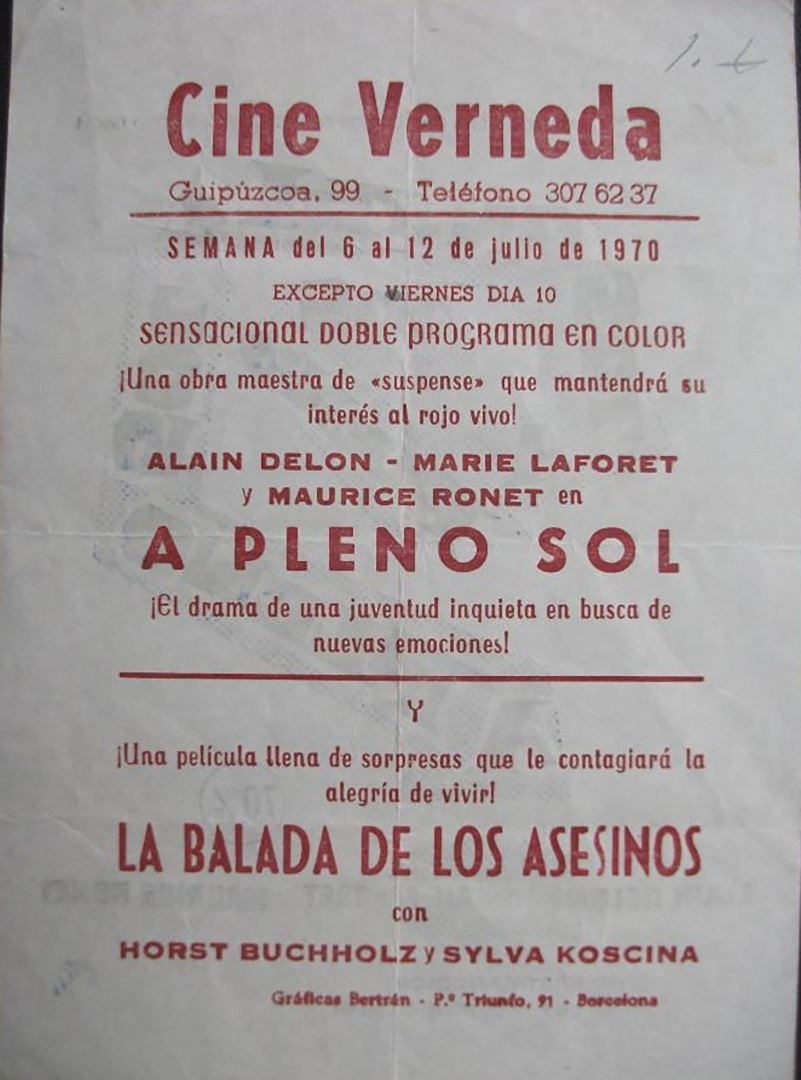 Cine Verneda
Guipúzcoa, 99 - Teléfono 307 62 37
SEMANA del 6 al 12 de julio de 1970
EXCEPTO VIERNES DIA 10
SENSACIONAL DOBLE PROGRAMA EN COLOR
¡Una obra maestra de «suspense» que mantendrá su
interés al rojo vivo!
ALAIN DELON - MARIE LAFORET
y MAURICE RONET en
A PLENO SOL
¡El drama de una juventud inquieta en busca de
nuevas emociones!
Y
¡Una película llena de sorpresas que le contagiará la
alegría de vivir!
LA BALADA DE LOS ASESINOS
con
HORST BUCHHOLZ y SYLVA KOSCINA
Gráficas Bertrán - P.º Triunfo, 91 - Barcelona